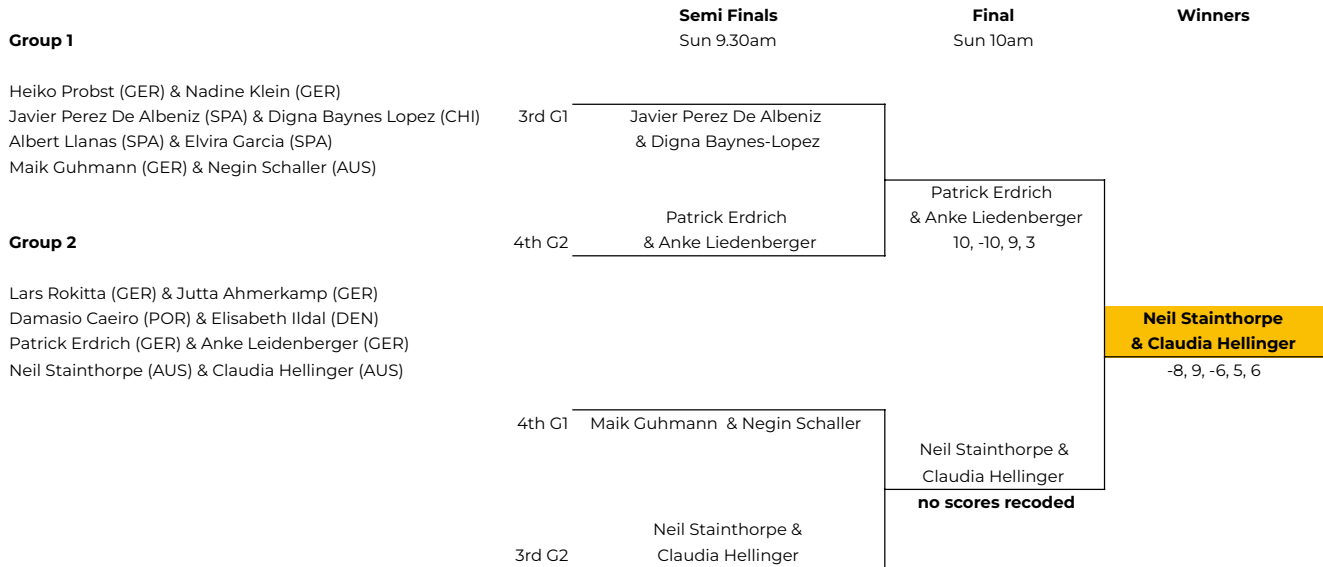 Semi Finals Final Winners
Group 1 Sun 9.30am Sun 10am
Heiko Probst (GER) & Nadine Klein (GER)
Javier Perez De Albeniz (SPA) & Digna Baynes Lopez (CHI) 3rd G1 Javier Perez De Albeniz
Albert Llanas (SPA) & Elvira Garcia (SPA) & Digna Baynes-Lopez
Maik Guhmann (GER) & Negin Schaller (AUS)
Patrick Erdrich
Patrick Erdrich & Anke Liedenberger
Group 2 4th G2 & Anke Liedenberger 10, -10, 9, 3
Lars Rokitta (GER) & Jutta Ahmerkamp (GER)
Damasio Caeiro (POR) & Elisabeth Ildal (DEN) Neil Stainthorpe
Patrick Erdrich (GER) & Anke Leidenberger (GER) & Claudia Hellinger
Neil Stainthorpe (AUS) & Claudia Hellinger (AUS) -8, 9, -6, 5, 6
4th G1 Maik Guhmann & Negin Schaller
Neil Stainthorpe &
Claudia Hellinger
no scores recoded
Neil Stainthorpe &
3rd G2 Claudia Hellinger